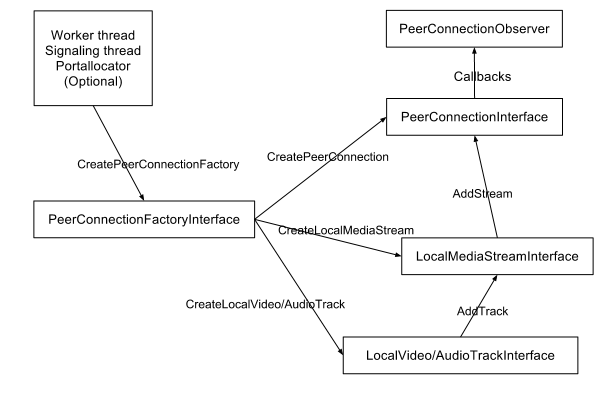 Worker thread
Signaling thread
Portallocator
(Optional)
PeerConnectionObserver
Callbacks
PeerConnectionInterface
CreatePeerConnectionFactory
CreatePeerConnection
AddStream
PeerConnectionFactoryInterface
CreateLocalMediaStream
LocalMediaStreamInterface
CreateLocalVideo/AudioTrack
AddTrack
LocalVideo/AudioTrackInterface